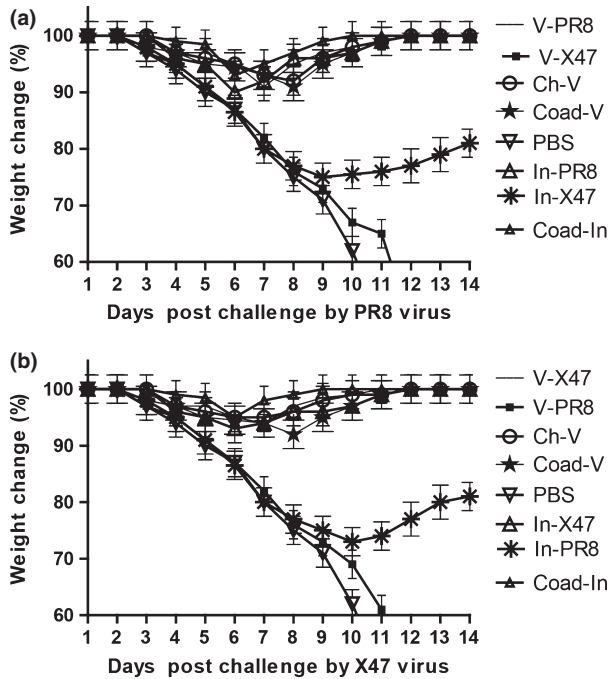 (a)
Weight change (%)
100
90
80
70
60
1 2 3 4 5 6 7 8 9 10 11 12 13 14
Days post challenge by PR8 virus
V-PR8
V-X47
Ch-V
Coad-V
PBS
In-PR8
In-X47
Coad-In
(b)
Weight change (%)
100
90
80
70
60
1 2 3 4 5 6 7 8 9 10 11 12 13 14
Days post challenge by X47 virus
V-X47
V-PR8
Ch-V
Coad-V
PBS
In-X47
In-PR8
Coad-In